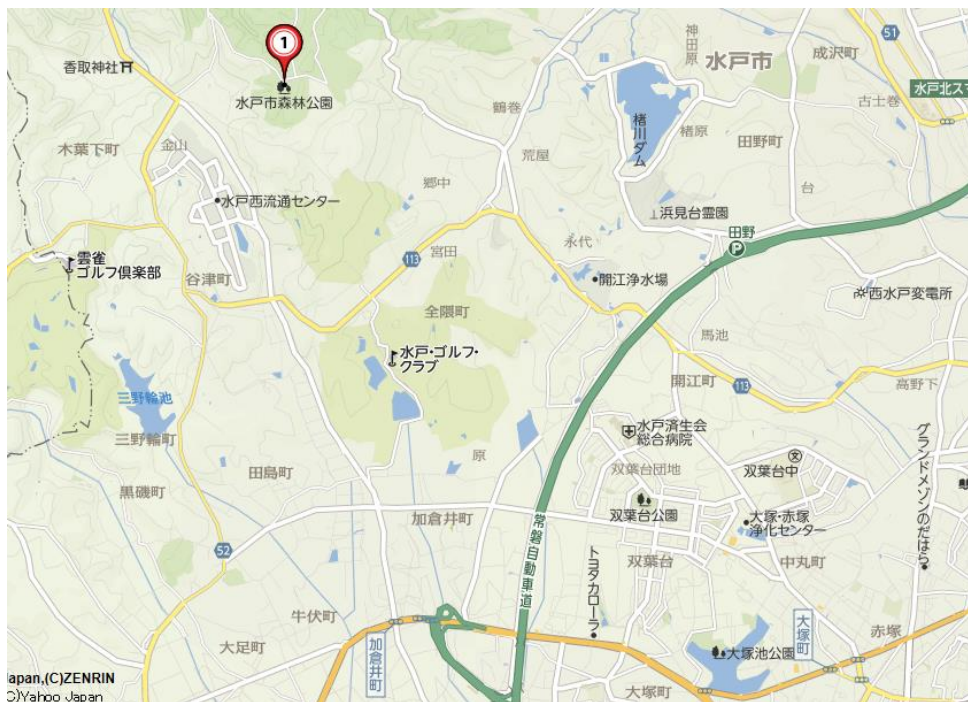 1
香取神社
水戸市森林公園
神田原
水戸市
成沢町
51
水戸北ス
鶴巻
楮川ダム
楮原
古土巻
田野町
木葉下町
金山
荒屋
郷中
台
水戸西流通センター
浜見台霊園
田野
P
永代
宮田
113
雲雀
ゴルフ倶楽部
谷津町
開江浄水場
西水戸変電所
全隈町
馬池
水戸・ゴルフ・
クラブ
開江町
113
高野下
三野輪池
三野輪町
水戸済生会
総合病院
グランドメゾンのだはら
原
双葉台団地
文
双葉台中
田島町
黒磯町
双葉台公園
加倉井町
常磐自動車道
大塚・赤塚
浄化センター
52
トヨタカローラ
双葉台
中丸町
牛伏町
大足町
加倉井町
大塚町
赤塚
大塚池公園
大塚町
apan,(C)ZENRIN
C)Yahoo Japan